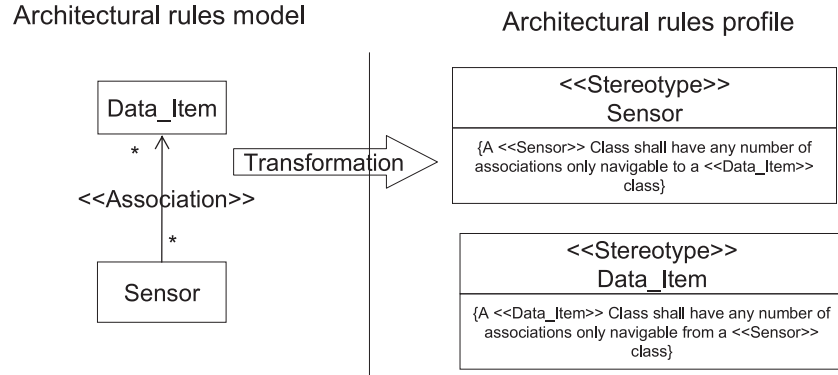 Architectural rules model
Data_Item
*
<<Association>>
*
Sensor
Transformation
Architectural rules profile
<<Stereotype>>
Sensor
{A <<Sensor>> Class shall have any number of
associations only navigable to a <<Data_Item>>
class}
<<Stereotype>>
Data_Item
{A <<Data_Item>> Class shall have any number of
associations only navigable from a <<Sensor>>
class}